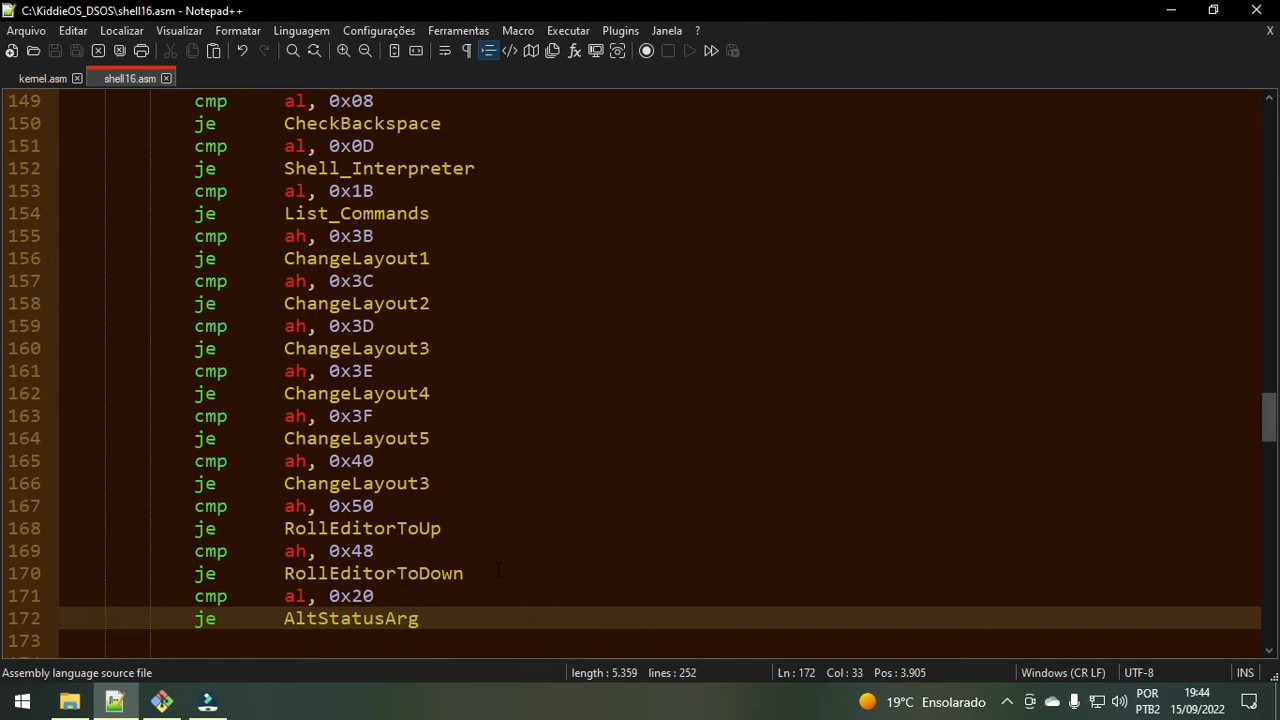 C:\KiddieOS_DSOS\shell16.asm - Notepad++
Arquivo Editar Localizar Visualizar Formatar Linguagem Configurações Ferramentas Macro Executar Plugins Janela ? X
kernel.asm shell16.asm
149 cmp al, 0x08
150 je CheckBackspace
151 cmp al, 0x0D
152 je Shell_Interpreter
153 cmp al, 0x1B
154 je List_Commands
155 cmp ah, 0x3B
156 je ChangeLayout1
157 cmp ah, 0x3C
158 je ChangeLayout2
159 cmp ah, 0x3D
160 je ChangeLayout3
161 cmp ah, 0x3E
162 je ChangeLayout4
163 cmp ah, 0x3F
164 je ChangeLayout5
165 cmp ah, 0x40
166 je ChangeLayout3
167 cmp ah, 0x50
168 je RollEditorToUp
169 cmp ah, 0x48
170 je RollEditorToDown
171 cmp al, 0x20
172 je AltStatusArg
173
Assembly language source file length : 5.359 lines : 252 Ln : 172 Col : 33 Pos : 3.905 Windows (CR LF) UTF-8 INS
19°C Ensolarado POR 19:44
PTB2 15/09/2022